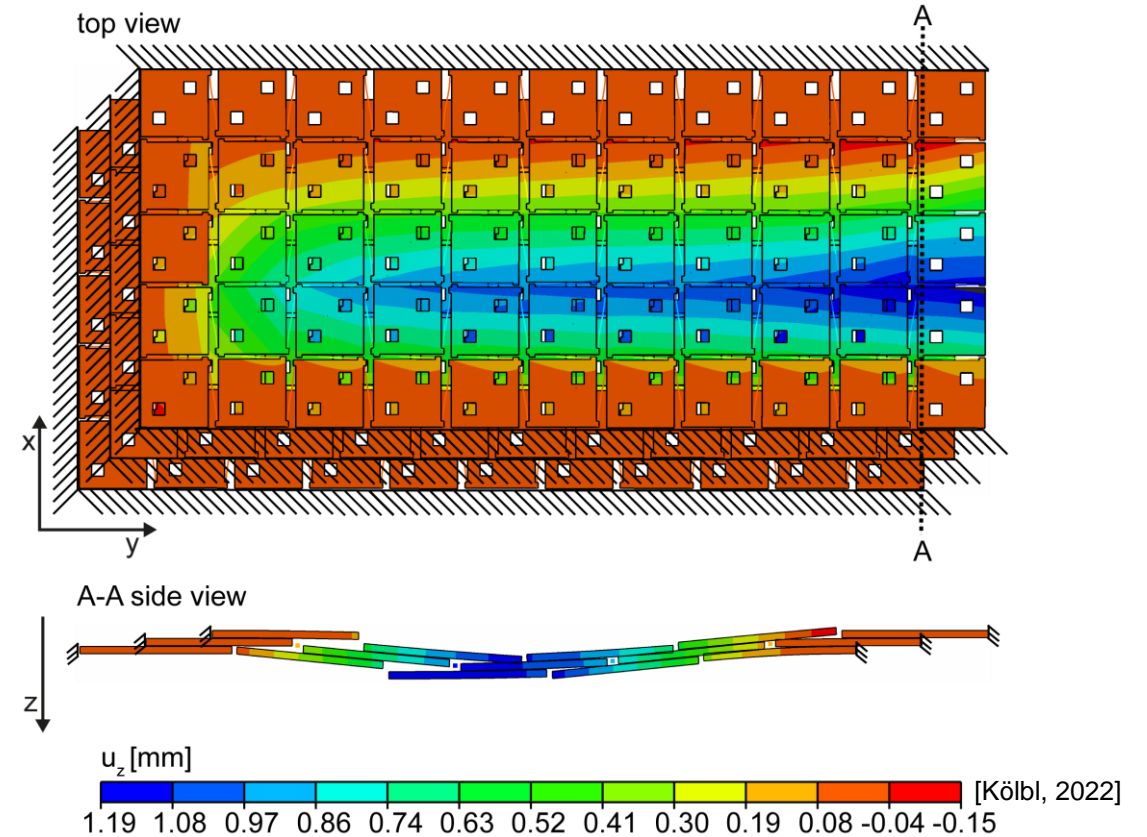 top view
A
x
y
A
A-A side view
z
u_z [mm]
[Kölbl, 2022]
1.19 1.08 0.97 0.86 0.74 0.63 0.52 0.41 0.30 0.19 0.08 -0.04 -0.15